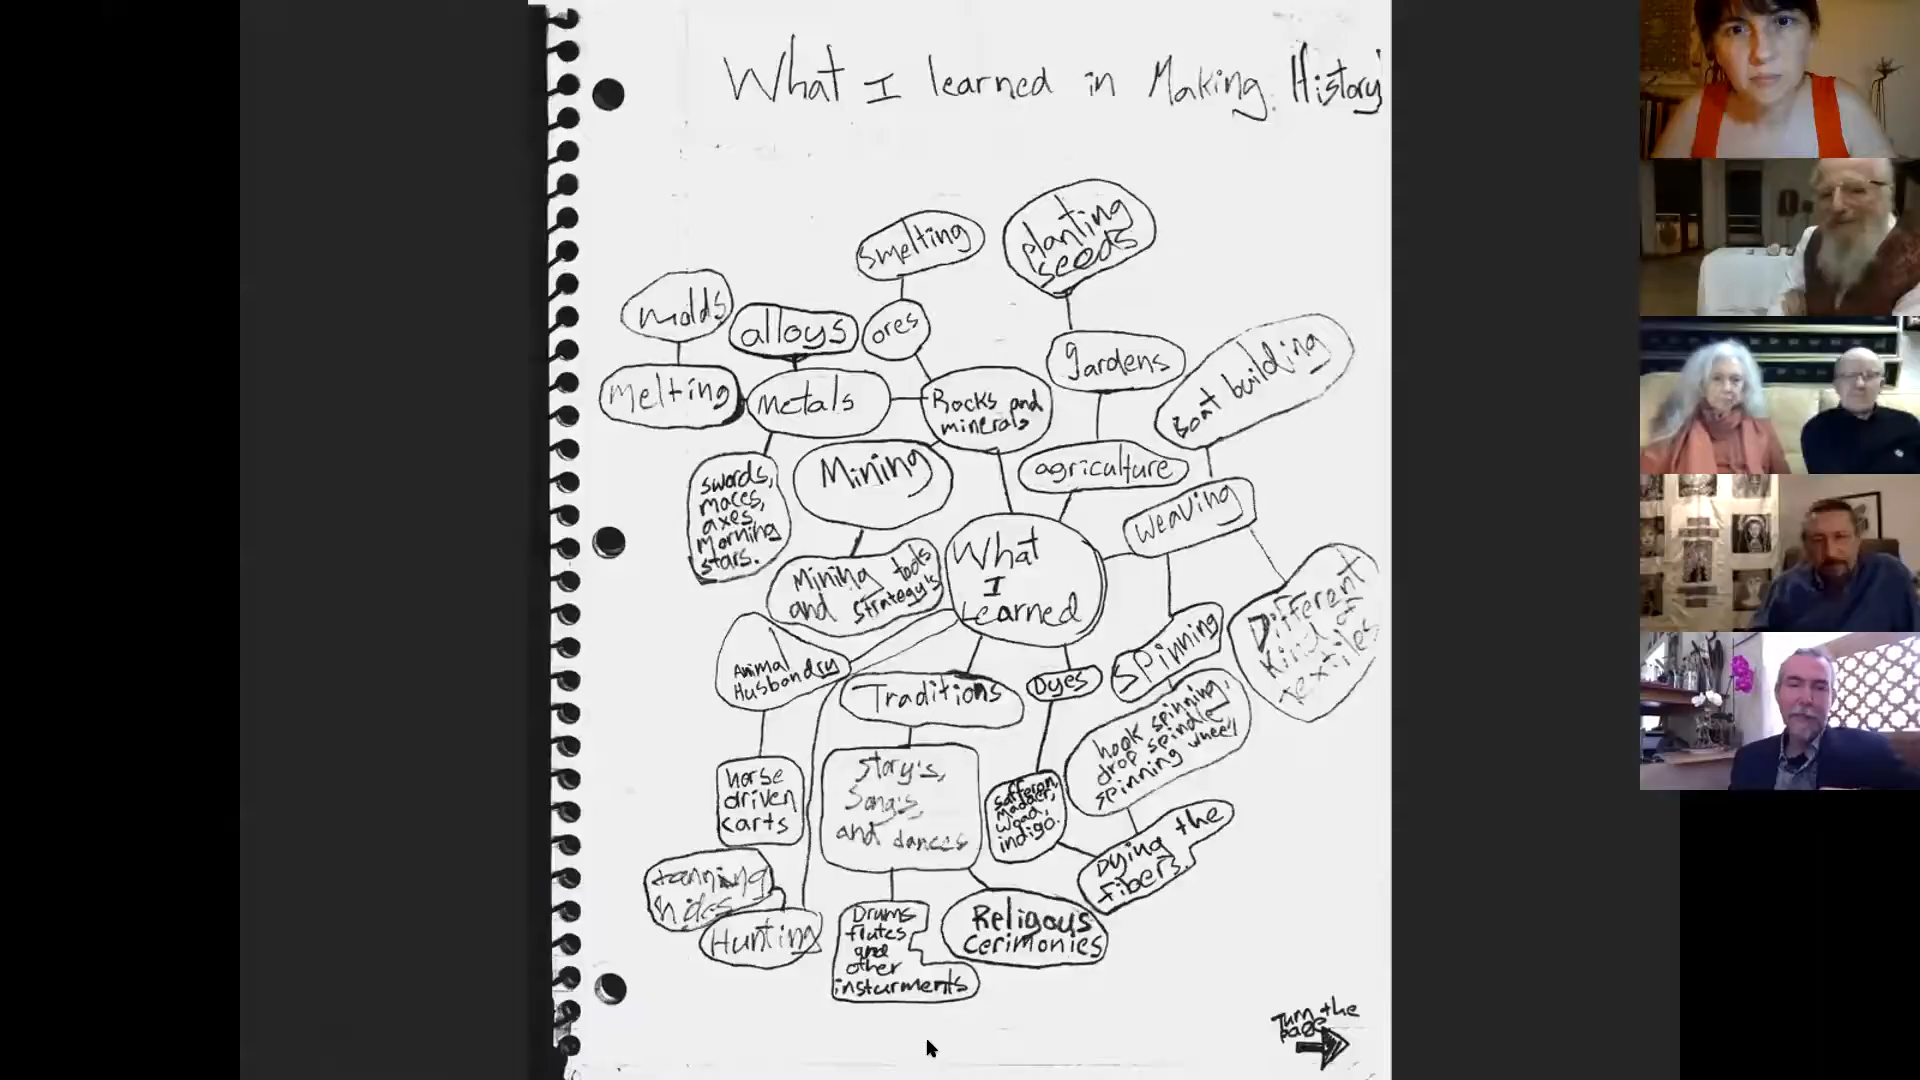 What I learned in Making History
smelting
planting
seeds
molds
alloys
ores
gardens
Boat building
melting
metals
Rocks and
minerals
Mining
agriculture
swords,
maces,
axes,
morning
stars.
weaving
What
I
Learned
Mining tools
and strategy's
Different
Kind of
textiles
Animal
Husbandry
Traditions
Dyes
spinning
hook spinning,
drop spindle,
spinning wheel
horse
driven
carts
story's,
Song's,
and dances
safferon,
Madder,
woad,
indigo.
Dying the
fibers.
tanning
hides
Hunting
Drums
flutes
and
other
insturments
Religous
cerimonies
Turn the
page